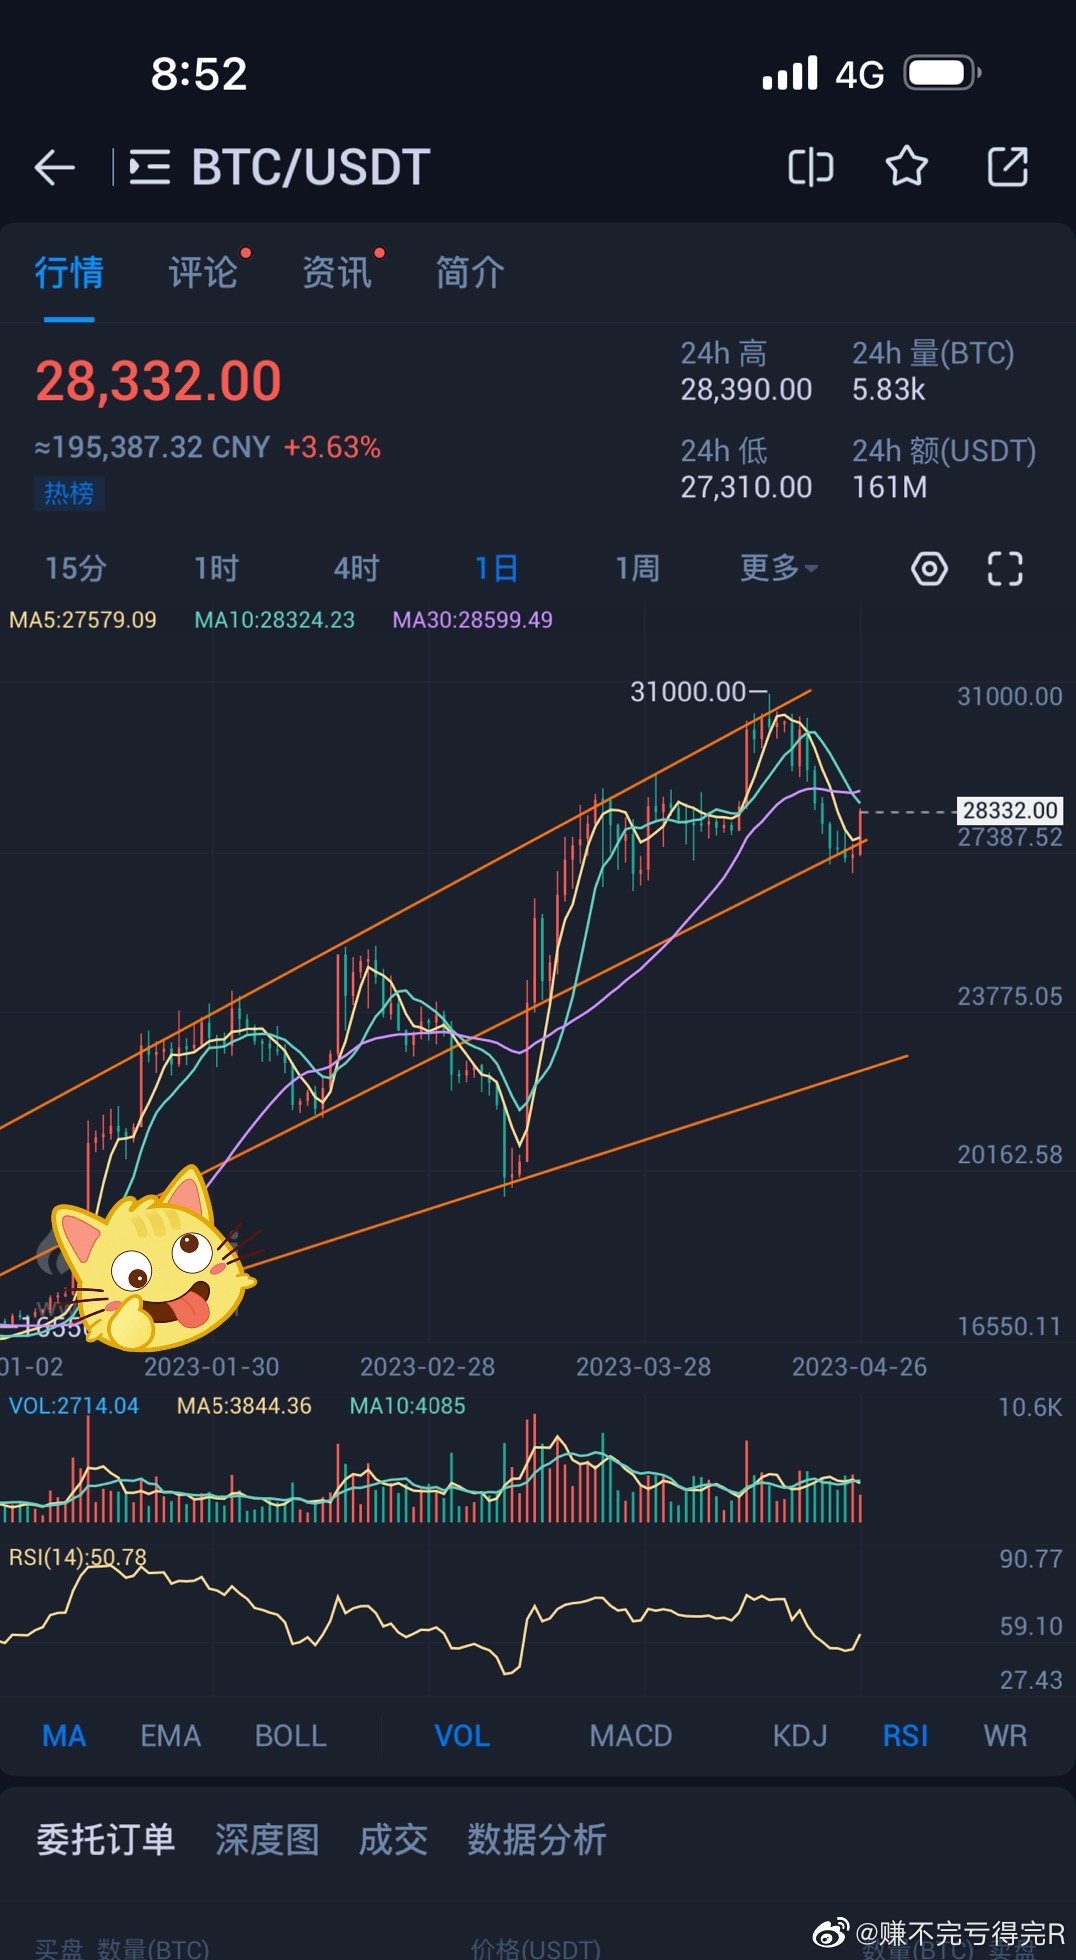 8:52
4G
BTC/USDT
行情 评论 资讯 简介
28,332.00
≈195,387.32 CNY +3.63%
热榜
24h 高 24h 量(BTC)
28,390.00 5.83k
24h 低 24h 额(USDT)
27,310.00 161M
15分 1时 4时 1日 1周 更多
MA5:27579.09 MA10:28324.23 MA30:28599.49
31000.00
31000.00
28332.00
27387.52
23775.05
20162.58
16550.11
01-02 2023-01-30 2023-02-28 2023-03-28 2023-04-26
VOL:2714.04 MA5:3844.36 MA10:4085
10.6K
RSI(14):50.78
90.77
59.10
27.43
MA EMA BOLL VOL MACD KDJ RSI WR
委托订单 深度图 成交 数据分析
买盘 数量(BTC) 价格(USDT) 数量(BTC) 卖盘
@赚不完亏得完R